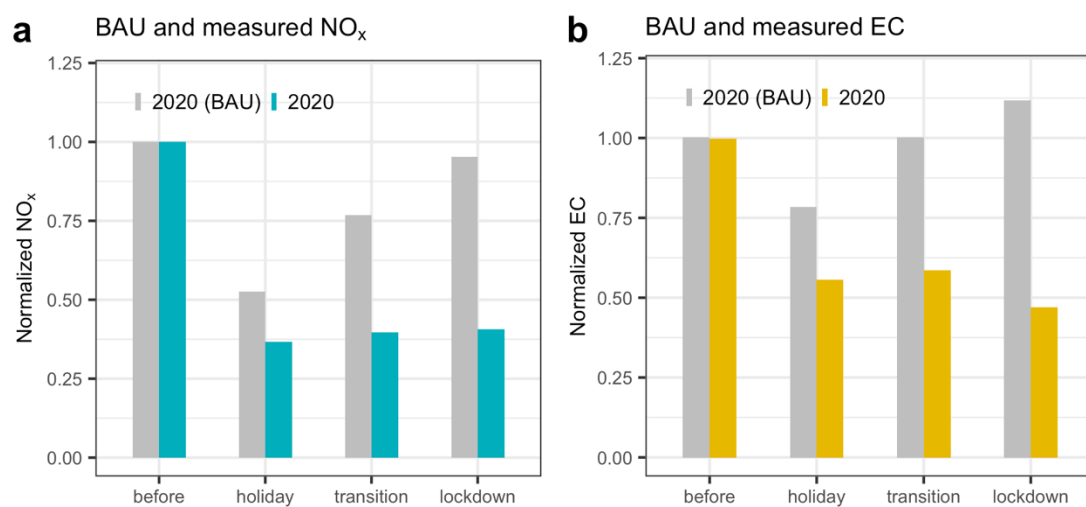 a
BAU and measured NOₓ
1.25
1.00
0.75
0.50
0.25
0.00
Normalized NOₓ
2020 (BAU) 2020
before holiday transition lockdown
b
BAU and measured EC
1.25
1.00
0.75
0.50
0.25
0.00
Normalized EC
2020 (BAU) 2020
before holiday transition lockdown